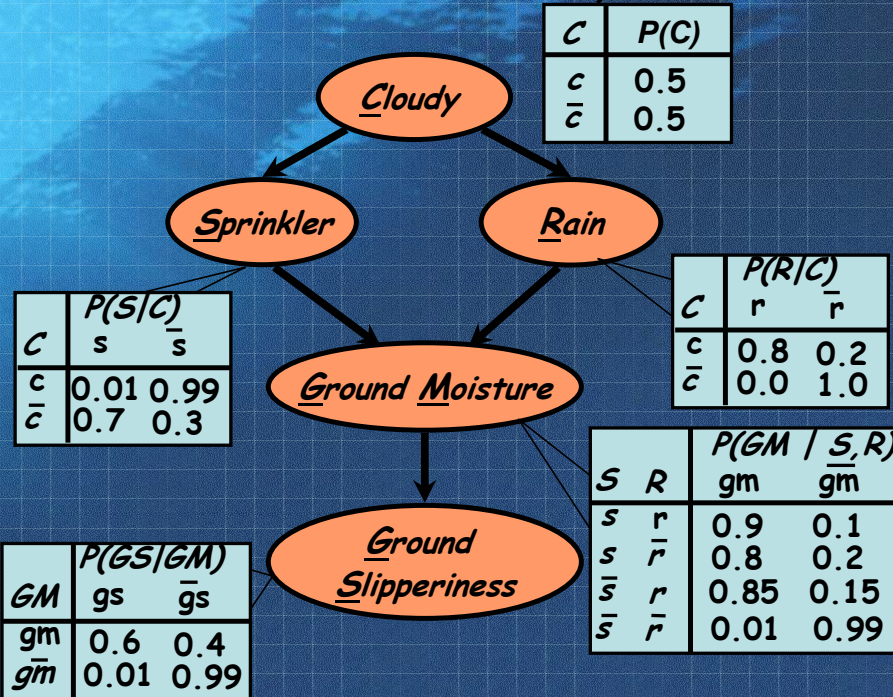 C P(C)
c 0.5
c̅ 0.5
Cloudy
Sprinkler
Rain
P(S|C)
C s s̅
c 0.01 0.99
c̅ 0.7 0.3
P(R|C)
C r r̅
c 0.8 0.2
c̅ 0.0 1.0
Ground Moisture
P(GM | S,R)
S R gm g̅m̅
s r 0.9 0.1
s r̅ 0.8 0.2
s̅ r 0.85 0.15
s̅ r̅ 0.01 0.99
Ground
Slipperiness
P(GS|GM)
GM gs g̅s
gm 0.6 0.4
gm̅ 0.01 0.99